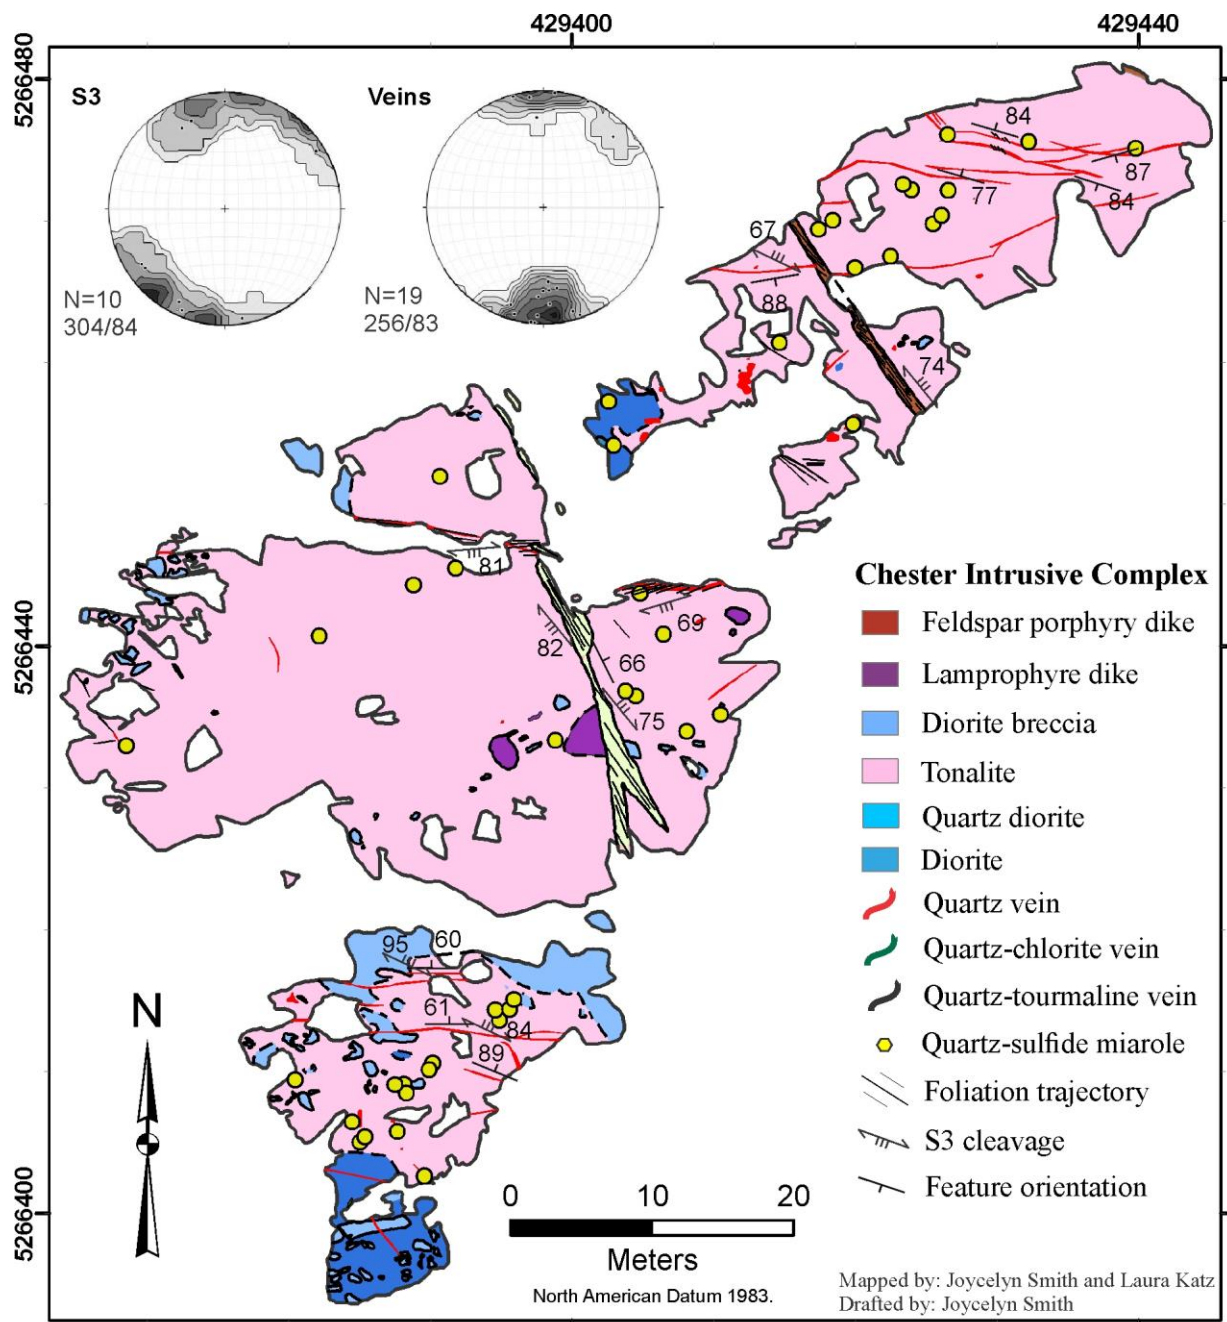 429400
429440
5266480
5266440
5266400
S3
N=10
304/84
Veins
N=19
256/83
84
87
77
84
67
88
74
81
69
82
66
75
95
60
61
84
89
Chester Intrusive Complex
Feldspar porphyry dike
Lamprophyre dike
Diorite breccia
Tonalite
Quartz diorite
Diorite
Quartz vein
Quartz-chlorite vein
Quartz-tourmaline vein
Quartz-sulfide miarole
Foliation trajectory
S3 cleavage
Feature orientation
N
0 10 20
Meters
North American Datum 1983.
Mapped by: Joycelyn Smith and Laura Katz
Drafted by: Joycelyn Smith